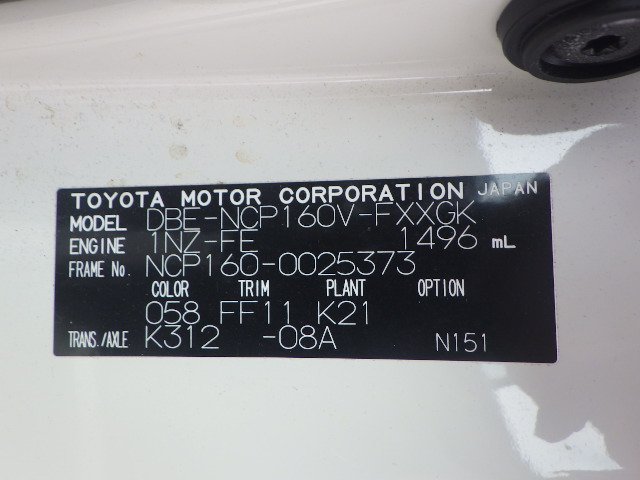 TOYOTA MOTOR CORPORATION JAPAN
MODEL DBE-NCP160V-FXXGK
ENGINE 1NZ-FE 1496 mL
FRAME No. NCP160-0025373
COLOR TRIM PLANT OPTION
058 FF11 K21
TRANS./AXLE K312 -08A N151